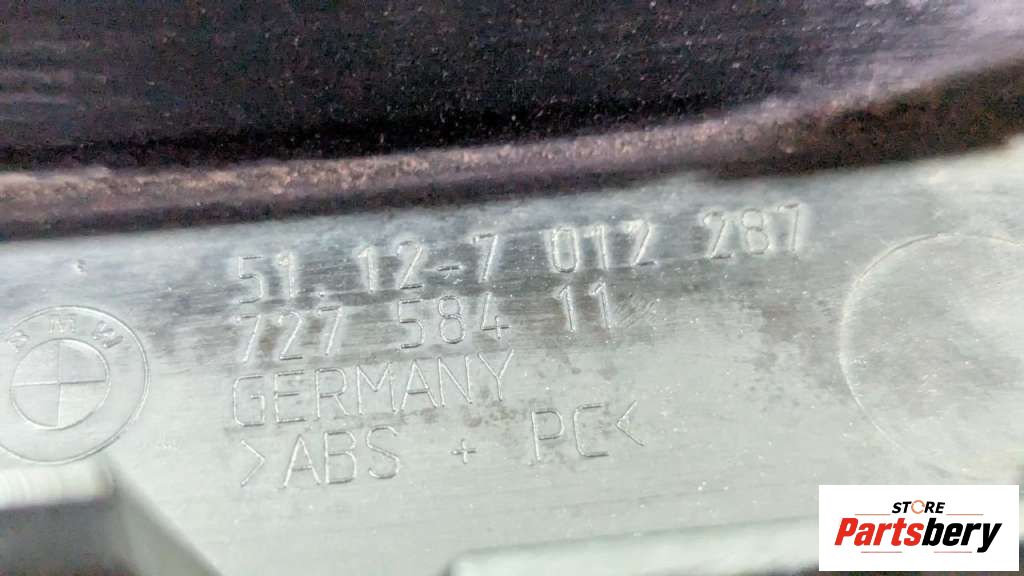 51.12-7 012 287
727 584 11
BMW
GERMANY
>ABS + PC<
STORE
Partsbery